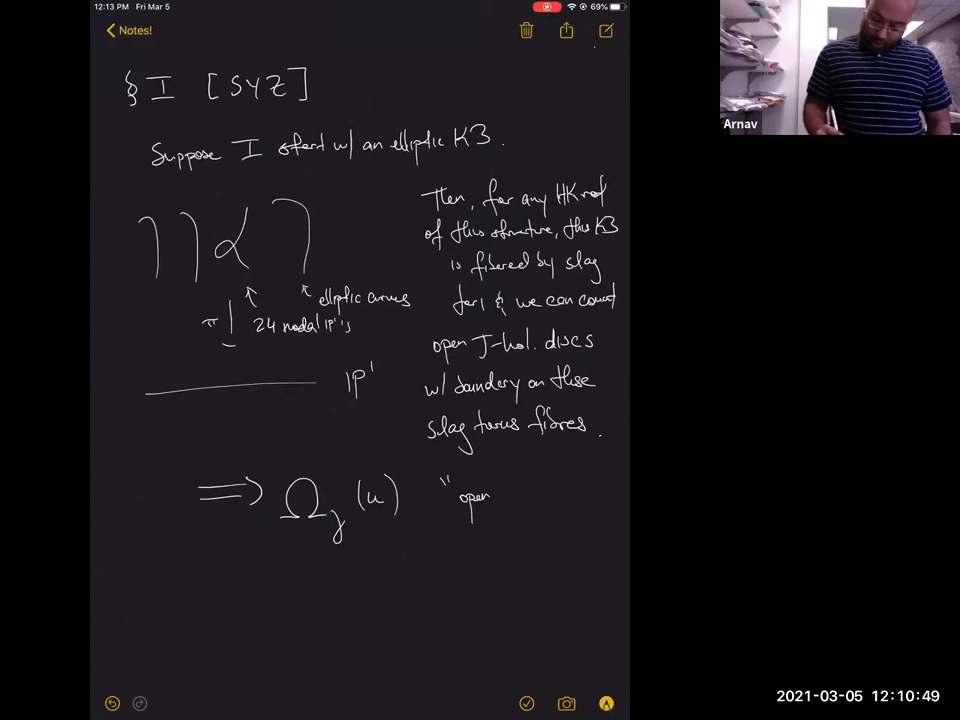 12:13 PM Fri Mar 5
69%
Notes!
§ I [SYZ]
Suppose I start w/ an elliptic K3.
Then, for any HK rot
of this structure, this K3
is fibered by slag
tori & we can count
open J-hol. discs
w/ boundary on these
slag torus fibres.
elliptic curves
24 nodal IP¹'s
π
IP¹
⟹ Ω_γ(u) "open
Arnav
2021-03-05 12:10:49